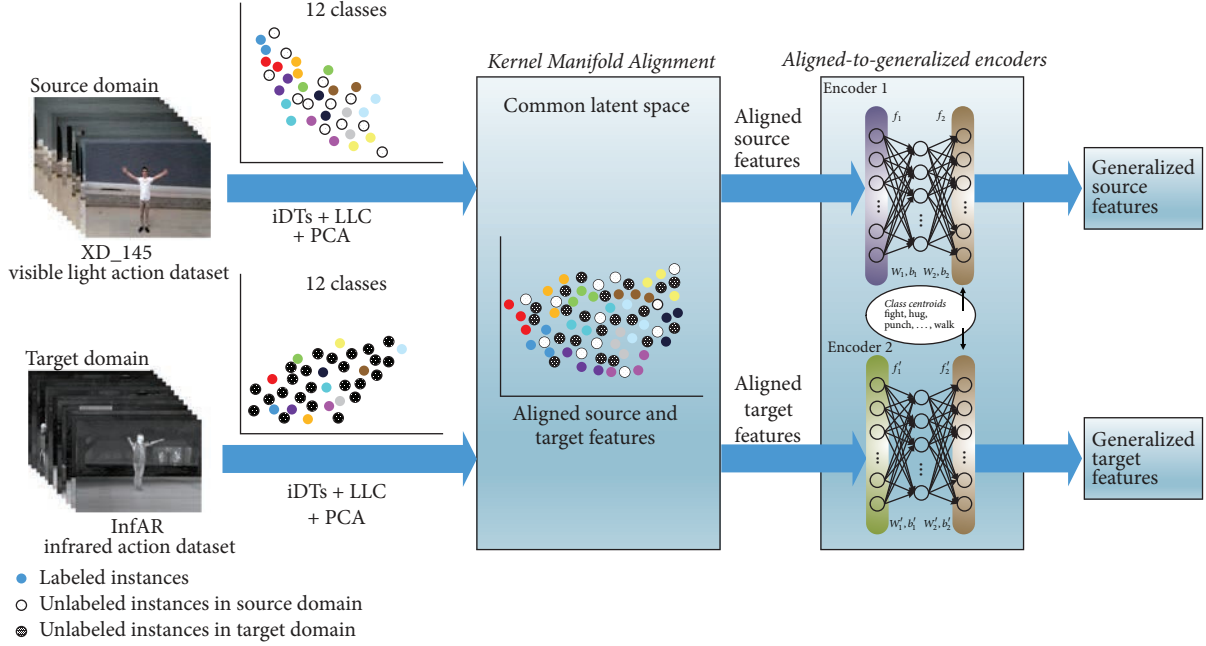 12 classes
Source domain
XD_145
visible light action dataset
iDTs + LLC
+ PCA
12 classes
Target domain
InfAR
infrared action dataset
iDTs + LLC
+ PCA
Kernel Manifold Alignment
Common latent space
Aligned source and
target features
Aligned
source
features
Aligned
target
features
Aligned-to-generalized encoders
Encoder 1
f₁ f₂
W₁, b₁ W₂, b₂
Class centroids
fight, hug,
punch, . . . , walk
Encoder 2
f₁′ f₂′
W₁′, b₁′ W₂′, b₂′
Generalized
source
features
Generalized
target
features
Labeled instances
Unlabeled instances in source domain
Unlabeled instances in target domain